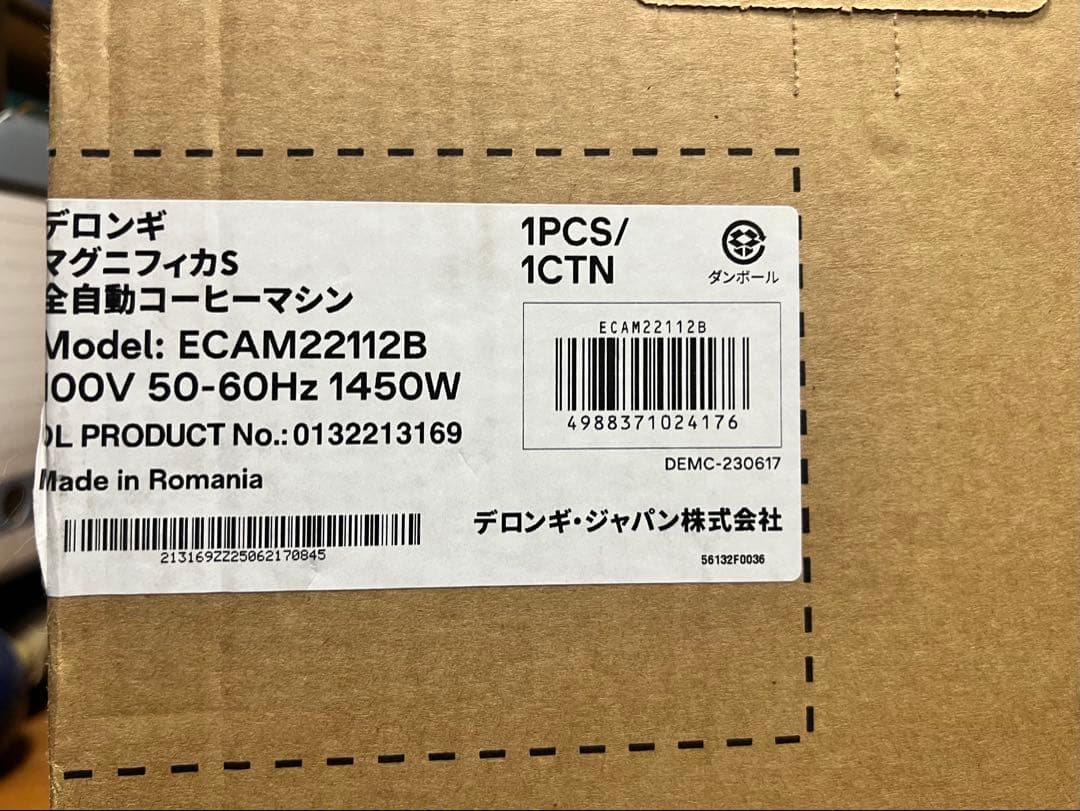 デロンギ
マグニフィカS
全自動コーヒーマシン
Model: ECAM22112B
100V 50-60Hz 1450W
DL PRODUCT No.: 0132213169
Made in Romania
213169ZZ25062170845
1PCS/
1CTN
ダンボール
ECAM22112B
4988371024176
DEMC-230617
デロンギ・ジャパン株式会社
56132F0036